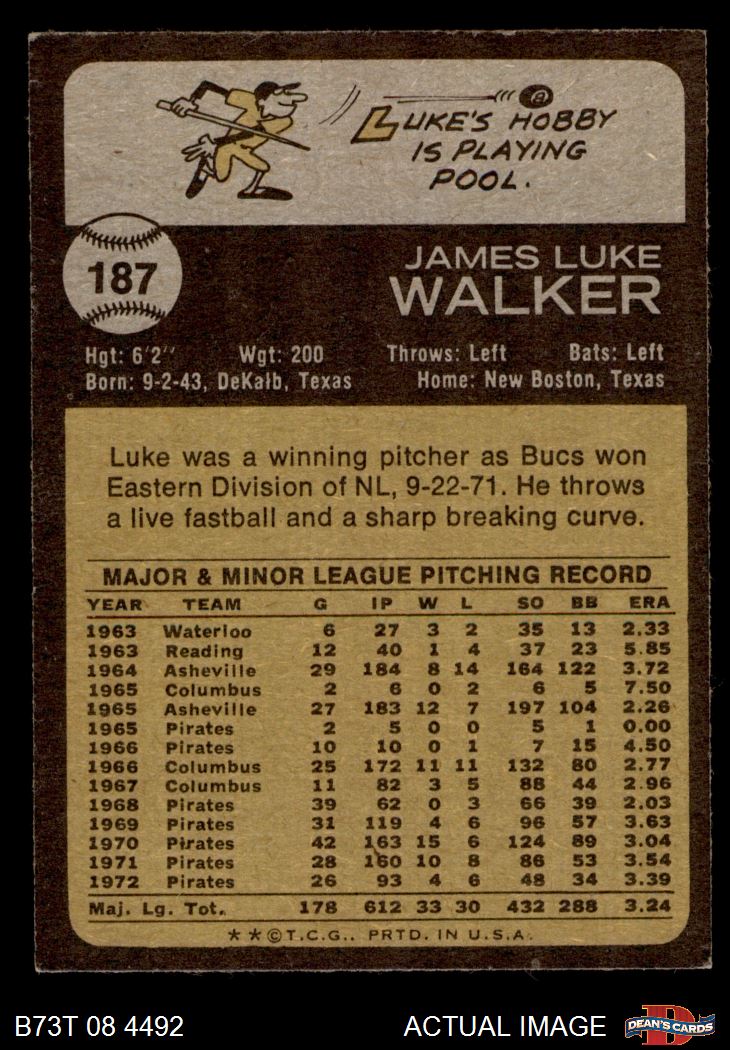 LUKE'S HOBBY
IS PLAYING
POOL.
8
187
JAMES LUKE
WALKER
Hgt: 6'2'' Wgt: 200 Throws: Left Bats: Left
Born: 9-2-43, DeKalb, Texas Home: New Boston, Texas
Luke was a winning pitcher as Bucs won
Eastern Division of NL, 9-22-71. He throws
a live fastball and a sharp breaking curve.
MAJOR & MINOR LEAGUE PITCHING RECORD
YEAR TEAM G IP W L SO BB ERA
1963 Waterloo 6 27 3 2 35 13 2.33
1963 Reading 12 40 1 4 37 23 5.85
1964 Asheville 29 184 8 14 164 122 3.72
1965 Columbus 2 6 0 2 6 5 7.50
1965 Asheville 27 183 12 7 197 104 2.26
1965 Pirates 2 5 0 0 5 1 0.00
1966 Pirates 10 10 0 1 7 15 4.50
1966 Columbus 25 172 11 11 132 80 2.77
1967 Columbus 11 82 3 5 88 44 2.96
1968 Pirates 39 62 0 3 66 39 2.03
1969 Pirates 31 119 4 6 96 57 3.63
1970 Pirates 42 163 15 6 124 89 3.04
1971 Pirates 28 160 10 8 86 53 3.54
1972 Pirates 26 93 4 6 48 34 3.39
Maj. Lg. Tot. 178 612 33 30 432 288 3.24
**©T.C.G., PRTD. IN U.S.A.
B73T 08 4492 ACTUAL IMAGE
D
DEAN'S CARDS